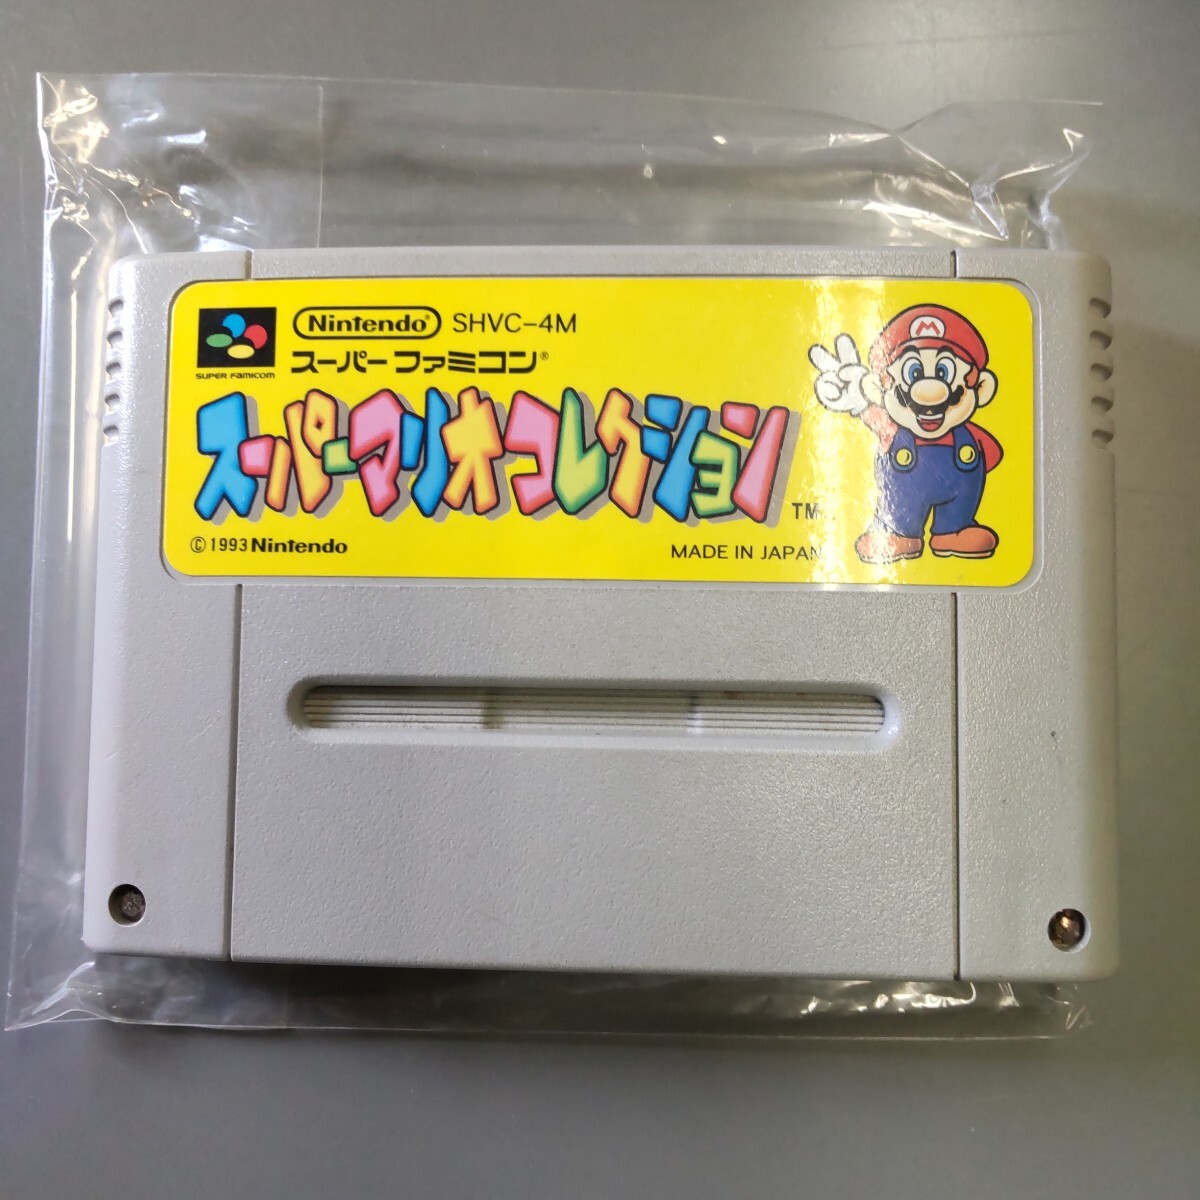 Nintendo SHVC-4M
SUPER FAMICOM
スーパーファミコン®
スーパーマリオコレクション
TM
© 1993 Nintendo
MADE IN JAPAN
M